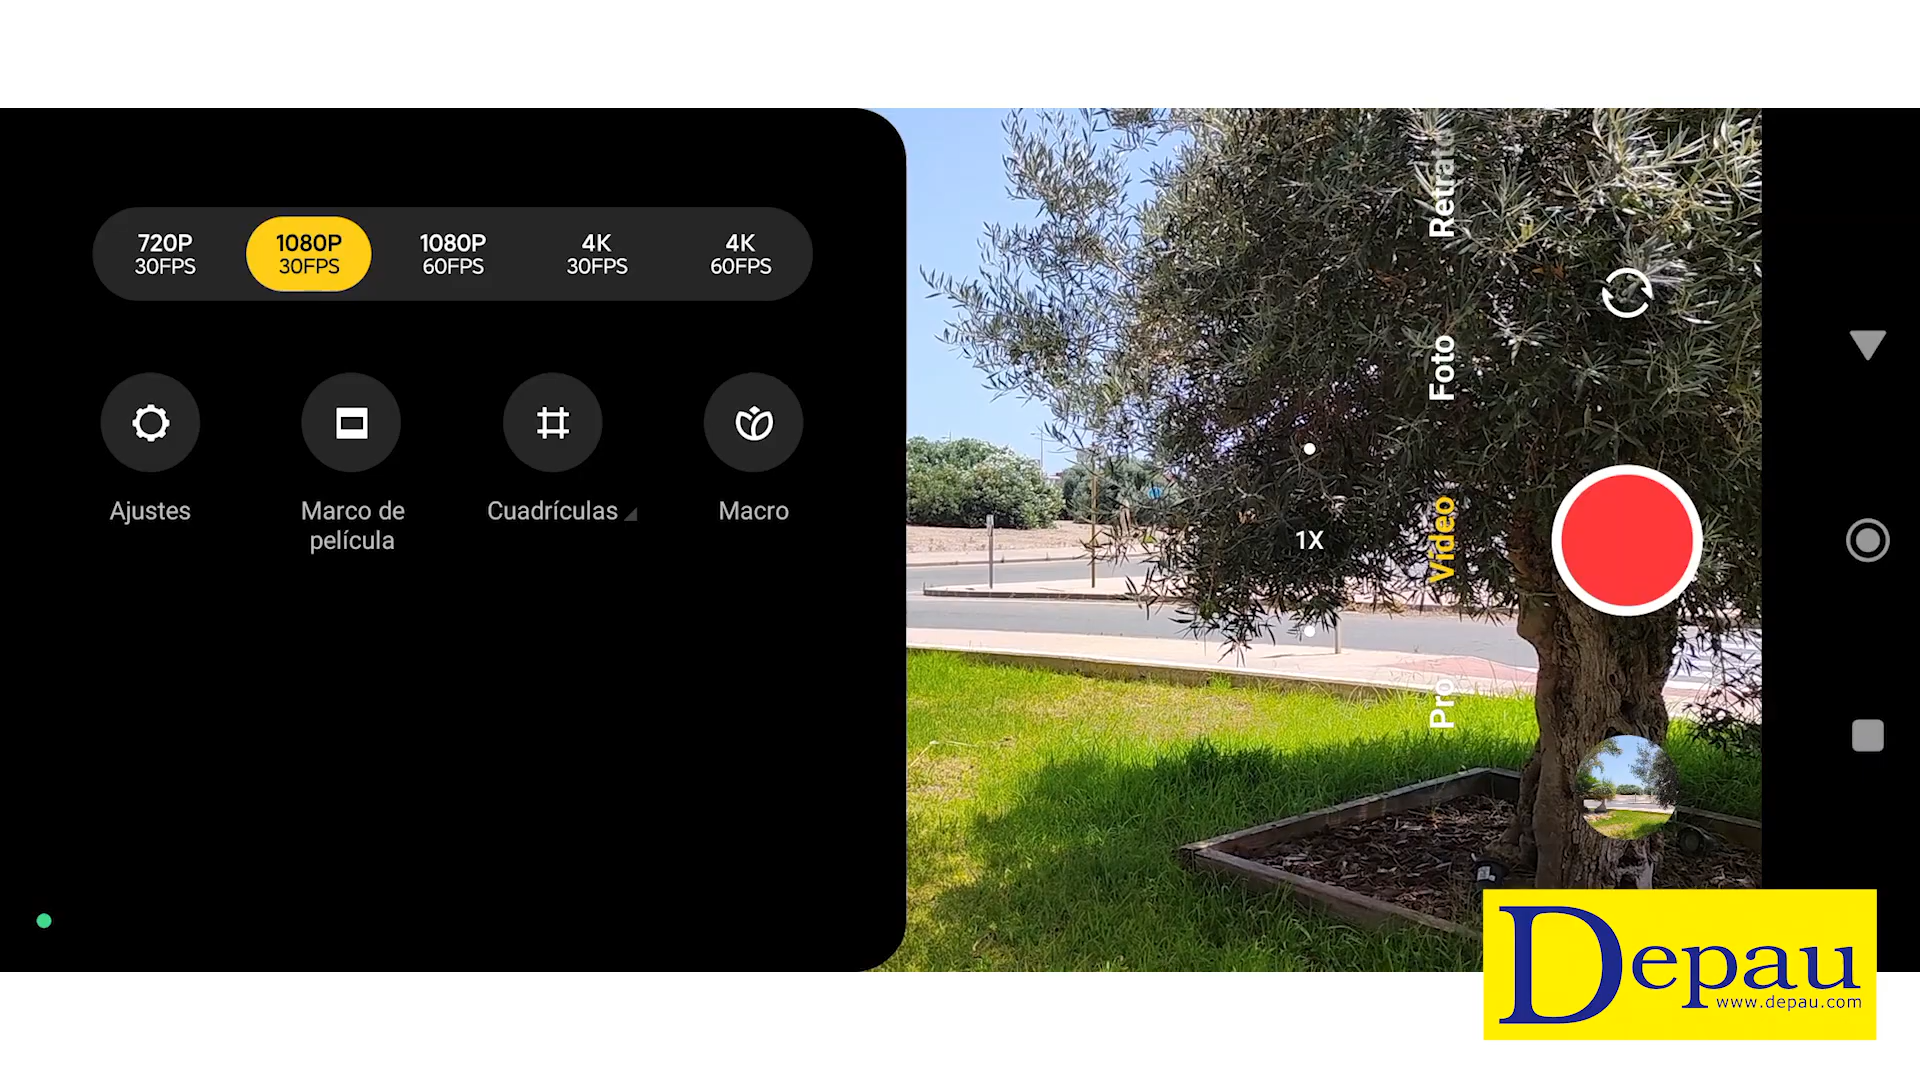 720P
30FPS
1080P
30FPS
1080P
60FPS
4K
30FPS
4K
60FPS
Ajustes
Marco de
película
Cuadrículas
Macro
1X
Retrato
Foto
Vídeo
Pro
Depau
www.depau.com